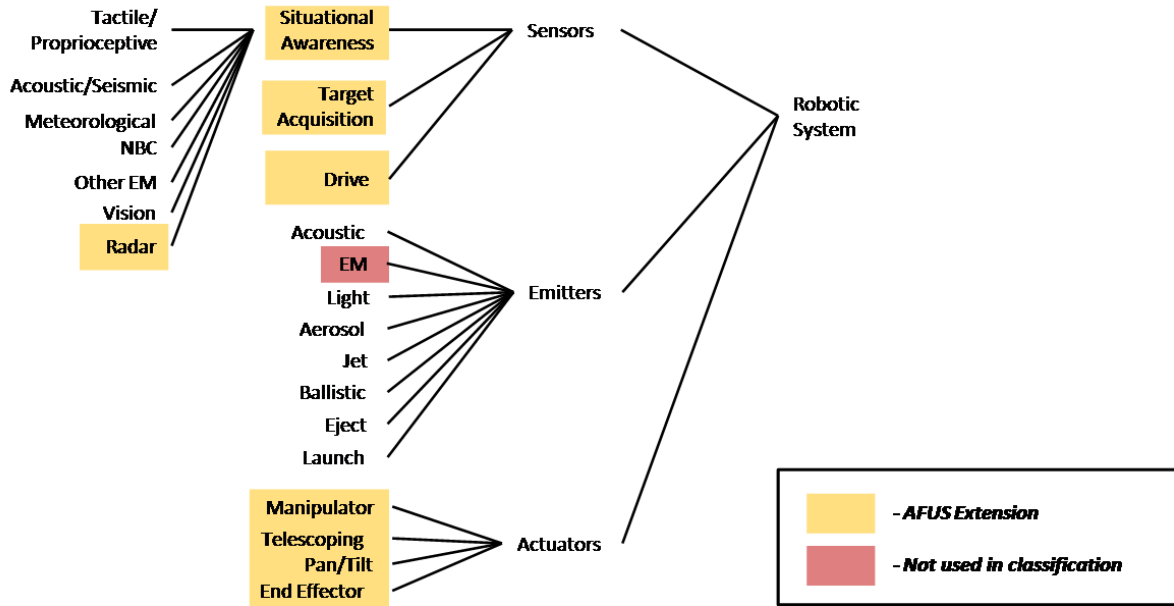 Tactile/
Proprioceptive
Acoustic/Seismic
Meteorological
NBC
Other EM
Vision
Radar
Situational
Awareness
Target
Acquisition
Drive
Acoustic
EM
Light
Aerosol
Jet
Ballistic
Eject
Launch
Manipulator
Telescoping
Pan/Tilt
End Effector
Sensors
Emitters
Actuators
Robotic
System
- AFUS Extension
- Not used in classification